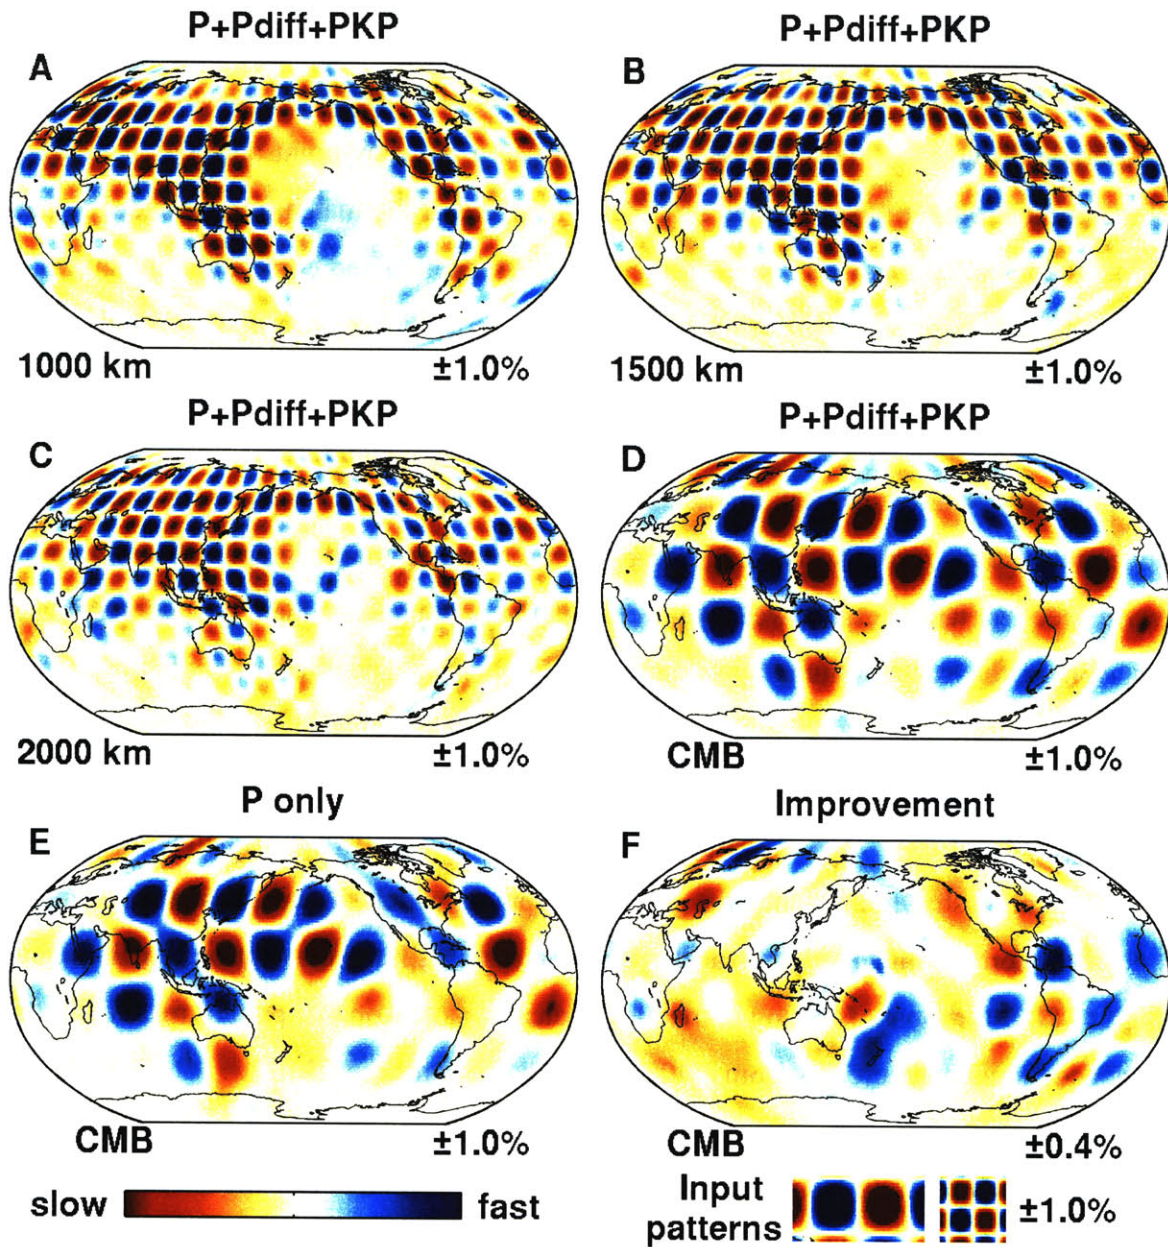 P+Pdiff+PKP
P+Pdiff+PKP
A
B
1000 km
±1.0%
1500 km
±1.0%
P+Pdiff+PKP
P+Pdiff+PKP
C
D
2000 km
±1.0%
CMB
±1.0%
P only
Improvement
E
F
CMB
±1.0%
CMB
±0.4%
slow
fast
Input
patterns
±1.0%